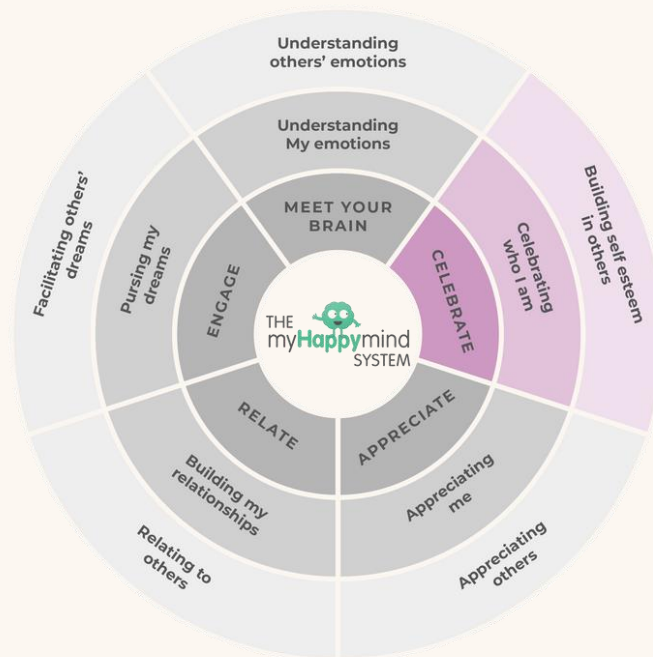 Understanding
others' emotions
Understanding
My emotions
MEET YOUR
BRAIN
Building self esteem
in others
Celebrating
who I am
CELEBRATE
Facilitating others'
dreams
Pursing my
dreams
ENGAGE
THE
myHappymind
SYSTEM
RELATE
Building my
relationships
Relating to
others
APPRECIATE
Appreciating
me
Appreciating
others